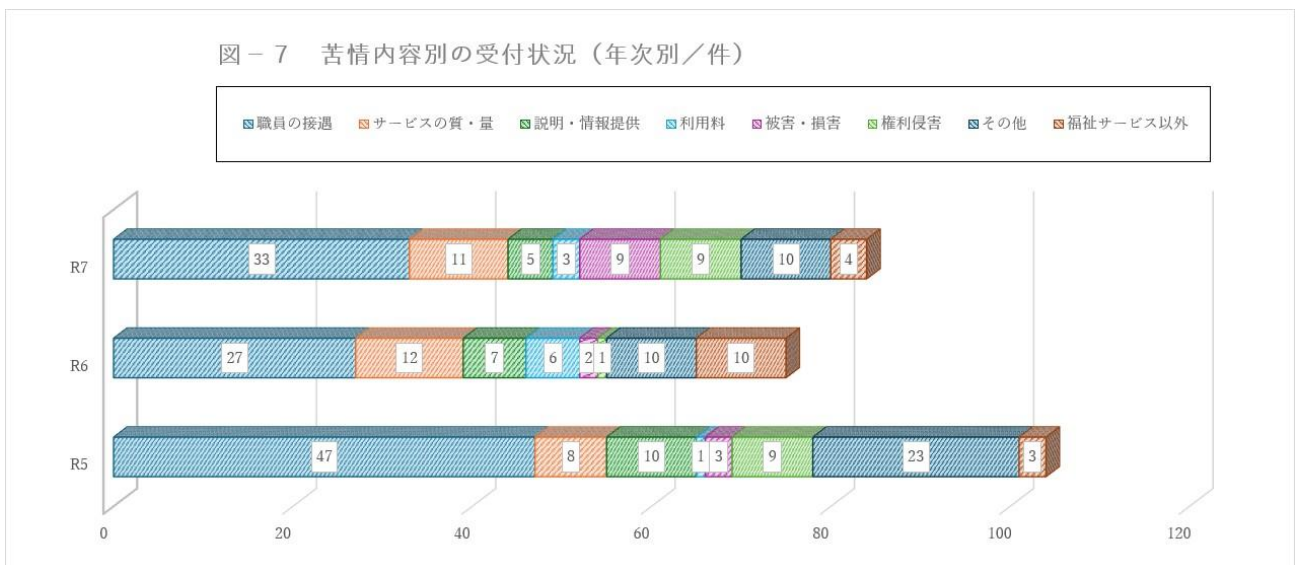 図－７　苦情内容別の受付状況（年次別／件）
職員の接遇 サービスの質・量 説明・情報提供 利用料 被害・損害 権利侵害 その他 福祉サービス以外
R7 33 11 5 3 9 9 10 4
R6 27 12 7 6 2 1 10 10
R5 47 8 10 1 3 9 23 3
0 20 40 60 80 100 120